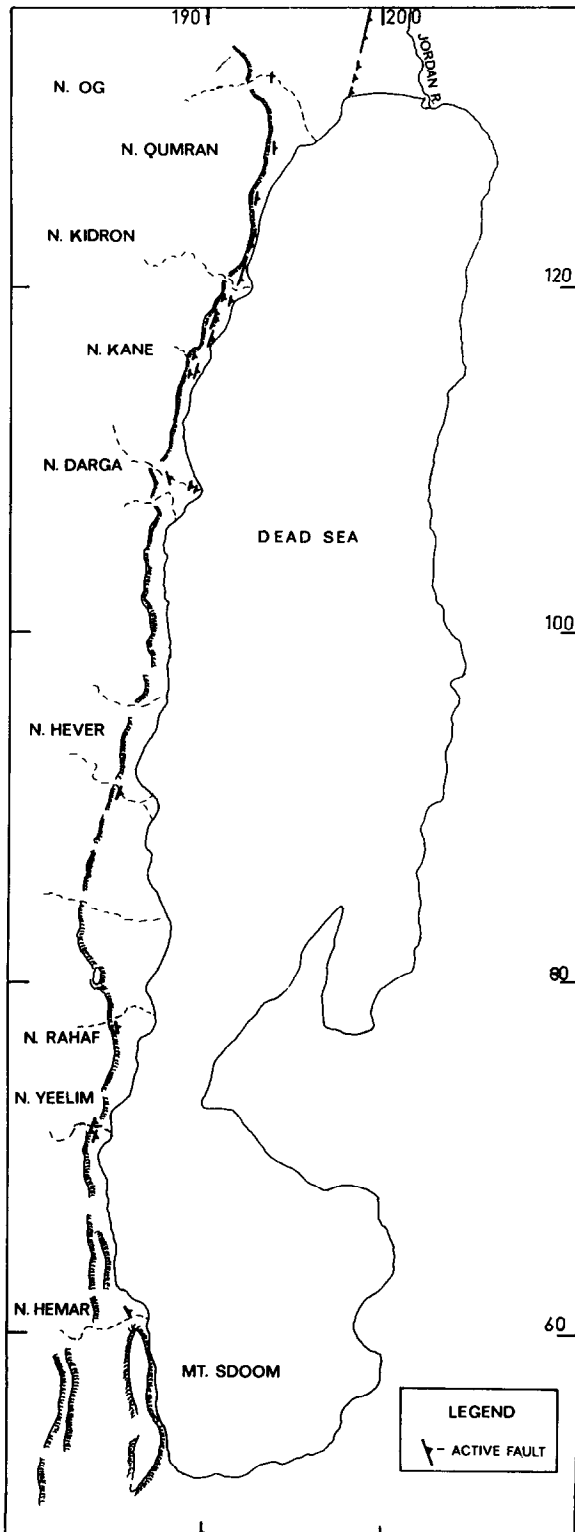 190 200
JORDAN R.
N. OG
N. QUMRAN
N. KIDRON
120
N. KANE
N. DARGA
DEAD SEA
100
N. HEVER
80
N. RAHAF
N. YEELIM
N. HEMAR
60
MT. SDOOM
LEGEND
- ACTIVE FAULT